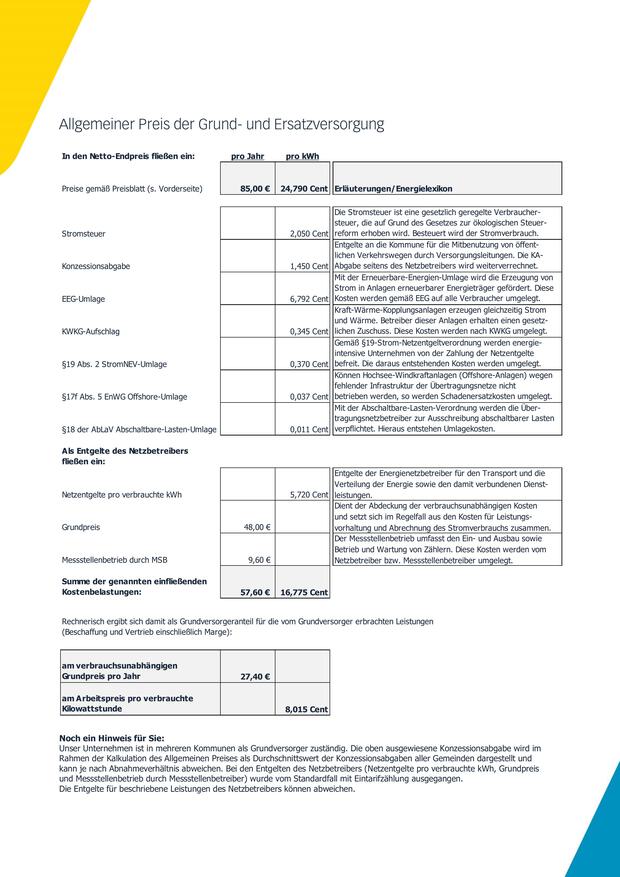 Allgemeiner Preis der Grund- und Ersatzversorgung
In den Netto-Endpreis fließen ein: pro Jahr pro kWh
Preise gemäß Preisblatt (s. Vorderseite) 85,00 € 24,790 Cent Erläuterungen/Energielexikon
Die Stromsteuer ist eine gesetzlich geregelte Verbraucher-
steuer, die auf Grund des Gesetzes zur ökologischen Steuer-
Stromsteuer 2,050 Cent reform erhoben wird. Besteuert wird der Stromverbrauch.
Entgelte an die Kommune für die Mitbenutzung von öffent-
lichen Verkehrswegen durch Versorgungsleitungen. Die KA-
Konzessionsabgabe 1,450 Cent Abgabe seitens des Netzbetreibers wird weiterverrechnet.
Mit der Erneuerbare-Energien-Umlage wird die Erzeugung von
Strom in Anlagen erneuerbarer Energieträger gefördert. Diese
EEG-Umlage 6,792 Cent Kosten werden gemäß EEG auf alle Verbraucher umgelegt.
Kraft-Wärme-Kopplungsanlagen erzeugen gleichzeitig Strom
und Wärme. Betreiber dieser Anlagen erhalten einen gesetz-
KWKG-Aufschlag 0,345 Cent lichen Zuschuss. Diese Kosten werden nach KWKG umgelegt.
Gemäß §19-Strom-Netzentgeltverordnung werden energie-
intensive Unternehmen von der Zahlung der Netzentgelte
§19 Abs. 2 StromNEV-Umlage 0,370 Cent befreit. Die daraus entstehenden Kosten werden umgelegt.
Können Hochsee-Windkraftanlagen (Offshore-Anlagen) wegen
fehlender Infrastruktur der Übertragungsnetze nicht
§17f Abs. 5 EnWG Offshore-Umlage 0,037 Cent betrieben werden, so werden Schadenersatzkosten umgelegt.
Mit der Abschaltbare-Lasten-Verordnung werden die Über-
tragungsnetzbetreiber zur Ausschreibung abschaltbarer Lasten
§18 der AbLaV Abschaltbare-Lasten-Umlage 0,011 Cent verpflichtet. Hieraus entstehen Umlagekosten.
Als Entgelte des Netzbetreibers
fließen ein:
Entgelte der Energienetzbetreiber für den Transport und die
Verteilung der Energie sowie den damit verbundenen Dienst-
Netzentgelte pro verbrauchte kWh 5,720 Cent leistungen.
Dient der Abdeckung der verbrauchsunabhängigen Kosten
und setzt sich im Regelfall aus den Kosten für Leistungs-
Grundpreis 48,00 € vorhaltung und Abrechnung des Stromverbrauchs zusammen.
Der Messstellenbetrieb umfasst den Ein- und Ausbau sowie
Betrieb und Wartung von Zählern. Diese Kosten werden vom
Messstellenbetrieb durch MSB 9,60 € Netzbetreiber bzw. Messstellenbetreiber umgelegt.
Summe der genannten einfließenden
Kostenbelastungen: 57,60 € 16,775 Cent
Rechnerisch ergibt sich damit als Grundversorgeranteil für die vom Grundversorger erbrachten Leistungen
(Beschaffung und Vertrieb einschließlich Marge):
am verbrauchsunabhängigen
Grundpreis pro Jahr 27,40 €
am Arbeitspreis pro verbrauchte
Kilowattstunde 8,015 Cent
Noch ein Hinweis für Sie:
Unser Unternehmen ist in mehreren Kommunen als Grundversorger zuständig. Die oben ausgewiesene Konzessionsabgabe wird im
Rahmen der Kalkulation des Allgemeinen Preises als Durchschnittswert der Konzessionsabgaben aller Gemeinden dargestellt und
kann je nach Abnahmeverhältnis abweichen. Bei den Entgelten des Netzbetreibers (Netzentgelte pro verbrauchte kWh, Grundpreis
und Messstellenbetrieb durch Messstellenbetreiber) wurde vom Standardfall mit Eintarifzählung ausgegangen.
Die Entgelte für beschriebene Leistungen des Netzbetreibers können abweichen.